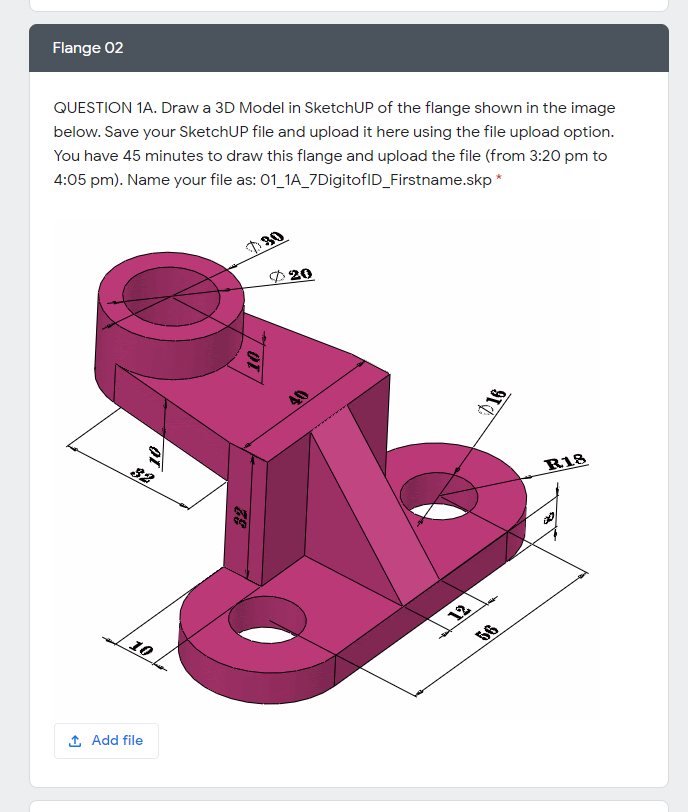 Flange 02
QUESTION 1A. Draw a 3D Model in SketchUP of the flange shown in the image
below. Save your SketchUP file and upload it here using the file upload option.
You have 45 minutes to draw this flange and upload the file (from 3:20 pm to
4:05 pm). Name your file as: 01_1A_7DigitofID_Firstname.skp *
∅30
∅ 20
10
40
∅16
10
32
R18
32
8
12
10
56
Add file